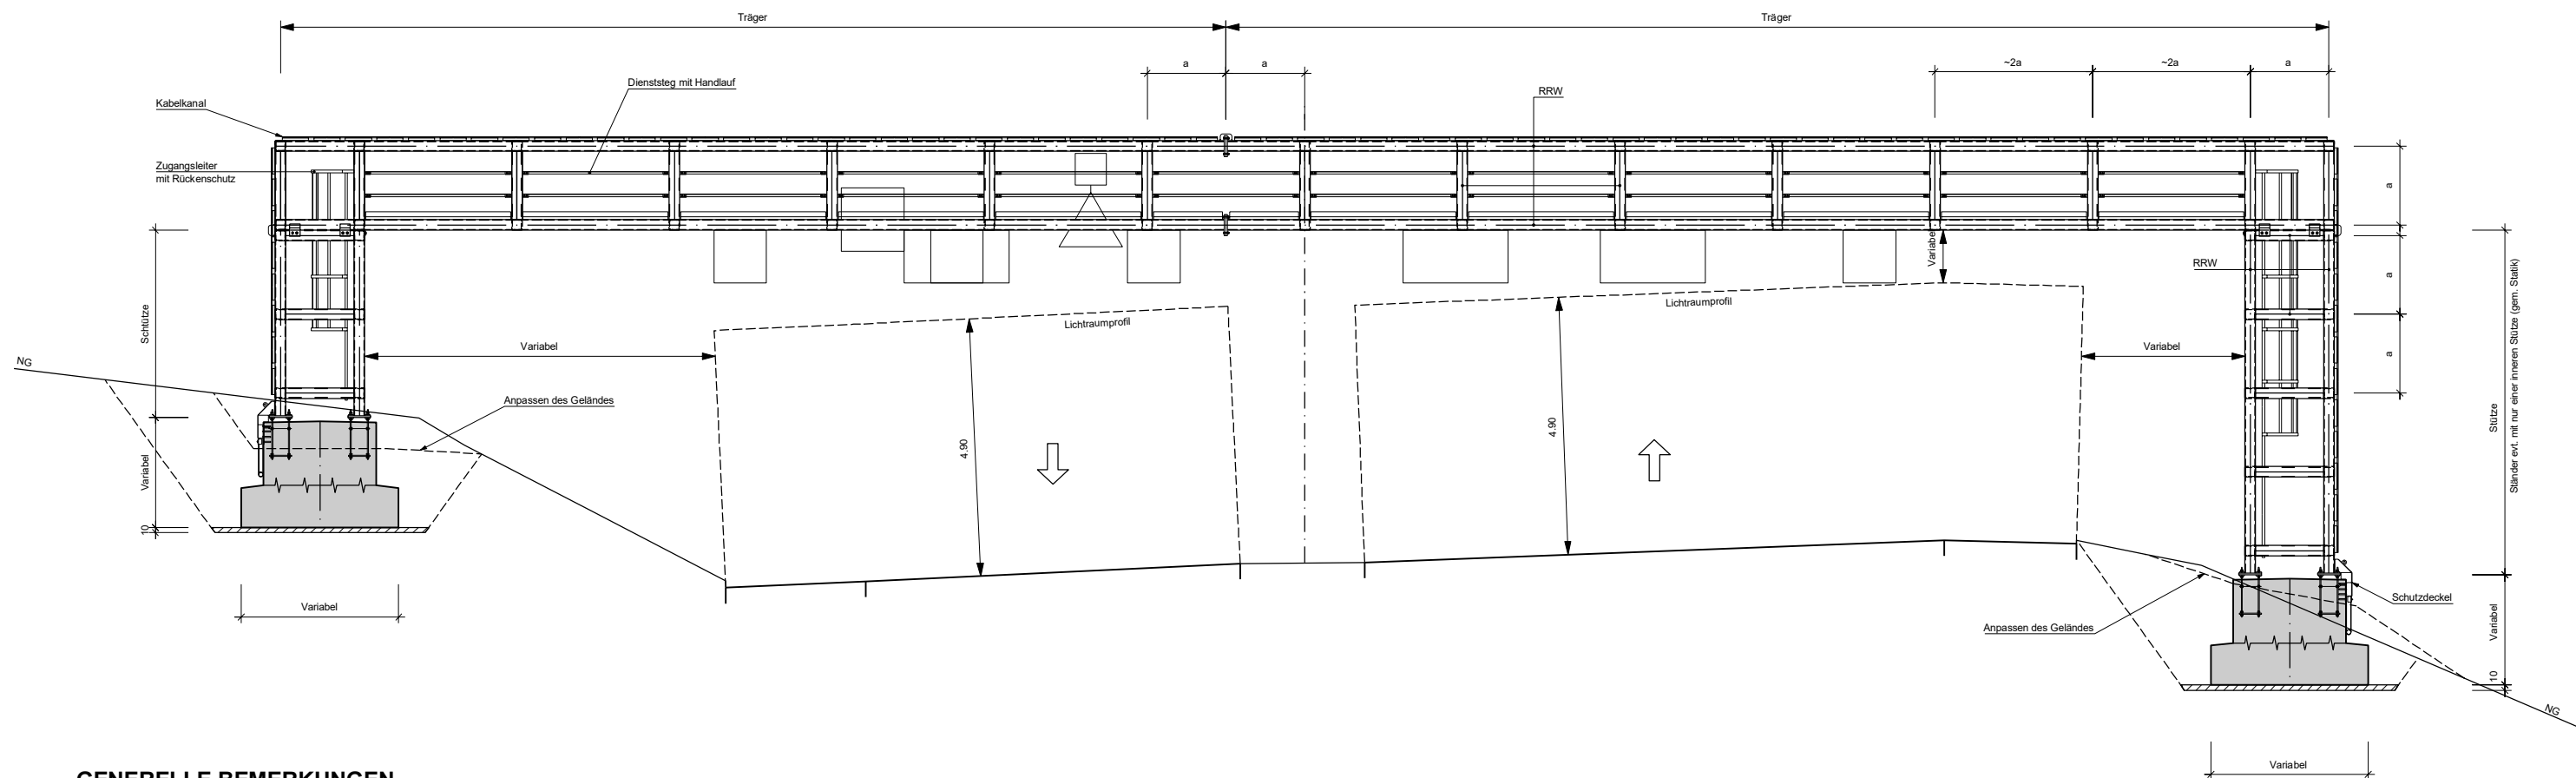 Träger
Träger
a
a
~2a
~2a
a
Dienststeg mit Handlauf
Kabelkanal
RRW
Zugangsleiter
mit Rückenschutz
a
Variabel
RRW
a
Schtütze
Lichtraumprofil
Lichtraumprofil
Variabel
Variabel
a
NG
Anpassen des Geländes
4.90
4.90
Stütze
Ständer evt. mit nur einer inneren Stütze (gem. Statik)
Variabel
10
Variabel
Schutzdeckel
Anpassen des Geländes
Variabel
10
NG
Variabel
GENERELLE BEMERKUNGEN